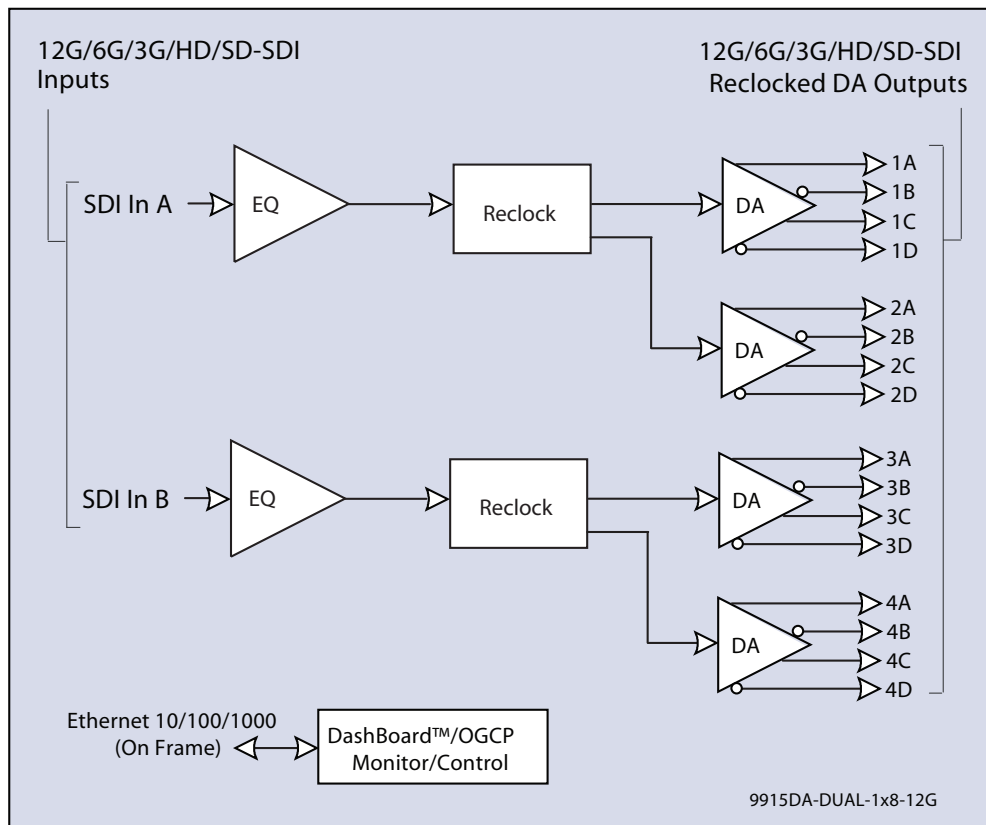 12G/6G/3G/HD/SD-SDI
Inputs
12G/6G/3G/HD/SD-SDI
Reclocked DA Outputs
SDI In A
EQ
Reclock
DA
1A
1B
1C
1D
DA
2A
2B
2C
2D
SDI In B
EQ
Reclock
DA
3A
3B
3C
3D
DA
4A
4B
4C
4D
Ethernet 10/100/1000
(On Frame)
DashBoard™/OGCP
Monitor/Control
9915DA-DUAL-1x8-12G